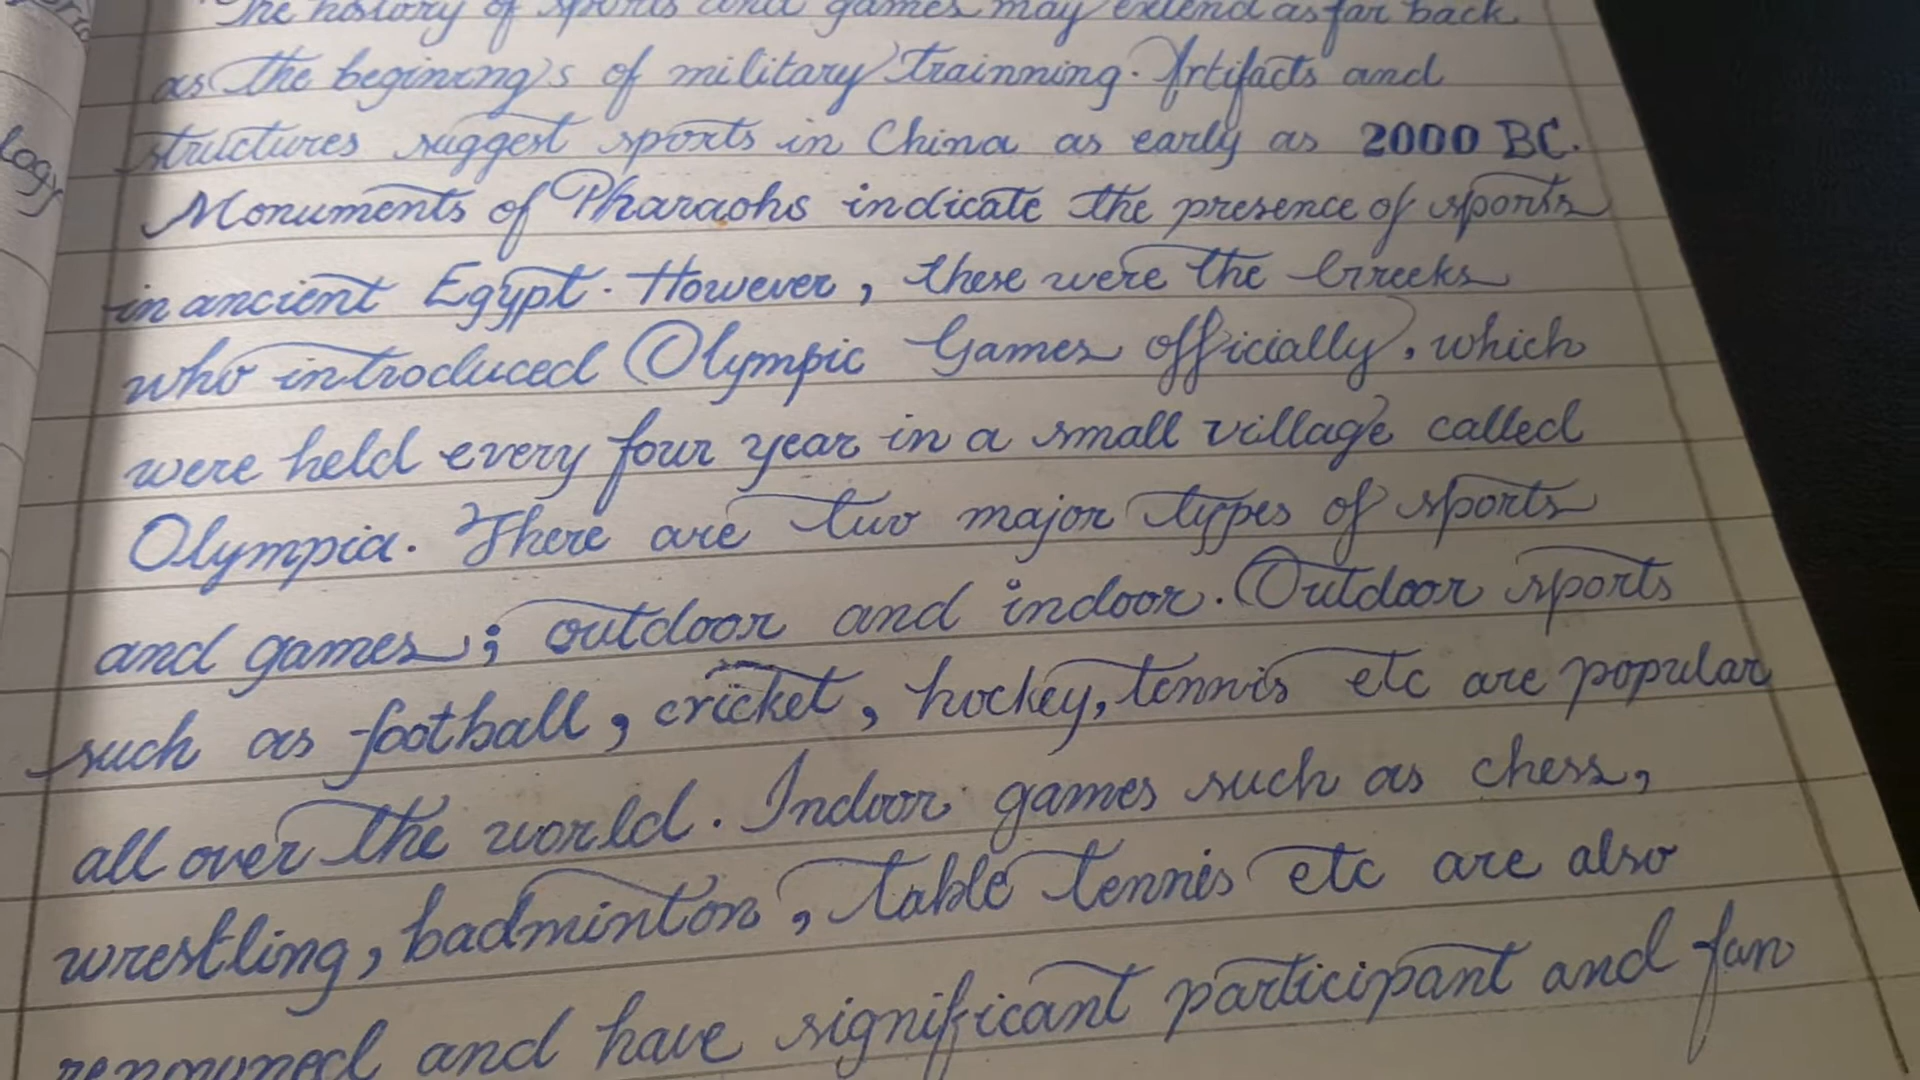 The history of sports and games may extend as far back
as the begining's of military trainning. Artifacts and
structures suggest sports in China as early as 2000 BC.
Monuments of Pharaohs indicate the presence of sports
in ancient Egypt. However, these were the Greeks
who introduced Olympic Games officially, which
were held every four year in a small village called
Olympia. There are two major types of sports
and games; outdoor and indoor. Outdoor sports
such as football, cricket, hockey, tennis etc are popular
all over the world. Indoor games such as chess,
wrestling, badminton, table tennis etc are also
renowned and have significant participant and fan
logy